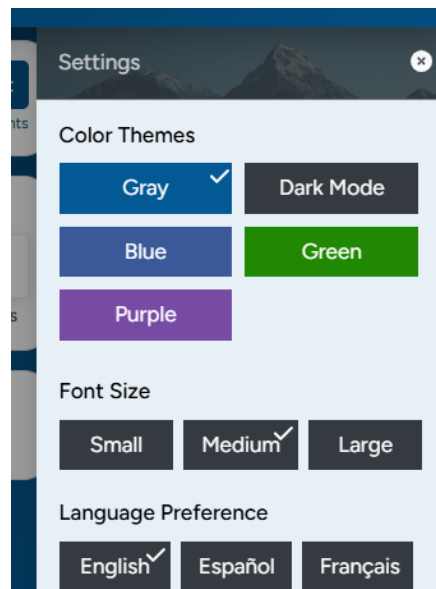 Settings
nts
Color Themes
Gray
Dark Mode
Blue
Green
s
Purple
Font Size
Small
Medium
Large
Language Preference
English
Español
Français